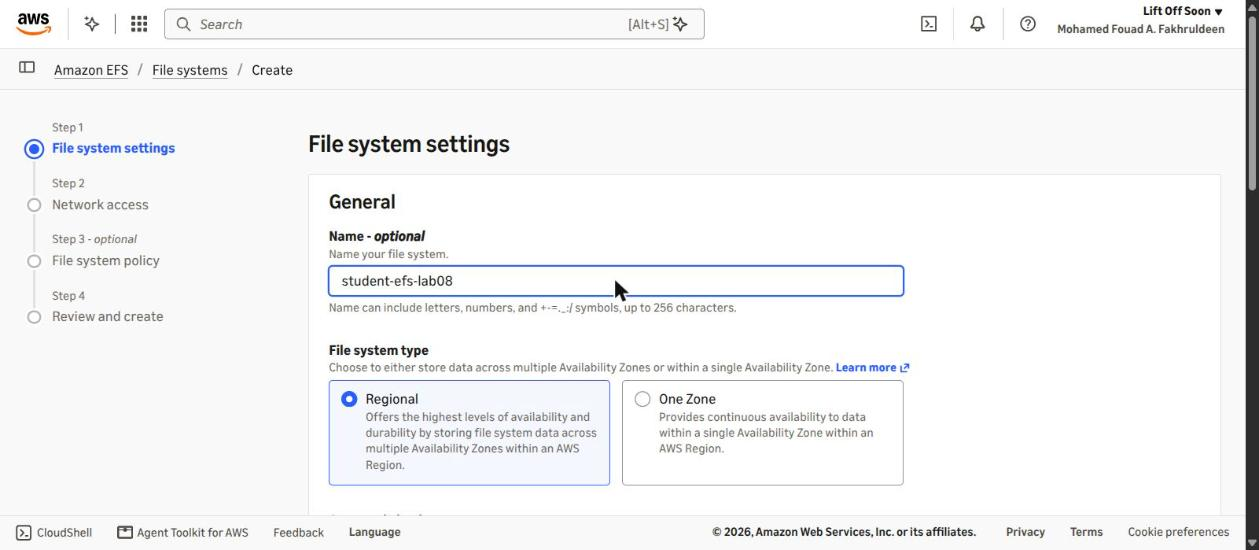 aws
Search [Alt+S]
Lift Off Soon ▼
Mohamed Fouad A. Fakhruldeen
Amazon EFS / File systems / Create
Step 1
File system settings
Step 2
Network access
Step 3 - optional
File system policy
Step 4
Review and create
File system settings
General
Name - optional
Name your file system.
student-efs-lab08
Name can include letters, numbers, and +-=._:/ symbols, up to 256 characters.
File system type
Choose to either store data across multiple Availability Zones or within a single Availability Zone. Learn more
Regional
Offers the highest levels of availability and
durability by storing file system data across
multiple Availability Zones within an AWS
Region.
One Zone
Provides continuous availability to data
within a single Availability Zone within an
AWS Region.
CloudShell Agent Toolkit for AWS Feedback Language © 2026, Amazon Web Services, Inc. or its affiliates. Privacy Terms Cookie preferences